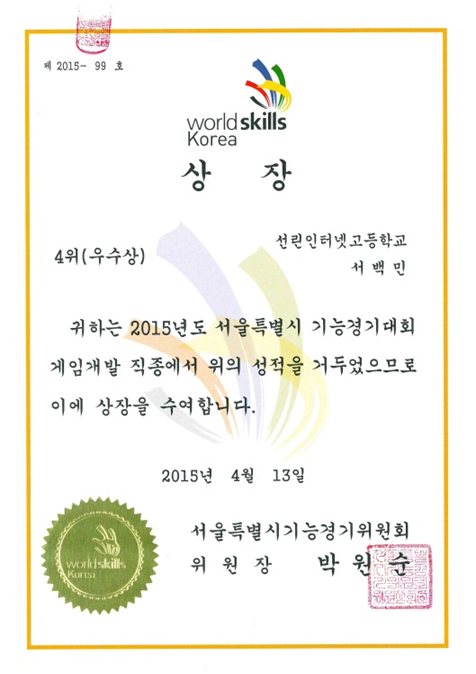 제 2015- 99 호
world skills
Korea
상 장
4위(우수상)
선린인터넷고등학교
서백민
귀하는 2015년도 서울특별시 기능경기대회
게임개발 직종에서 위의 성적을 거두었으므로
이에 상장을 수여합니다.
2015년 4월 13일
서울특별시기능경기위원회
위 원 장 박 원 순
world skills
Korea